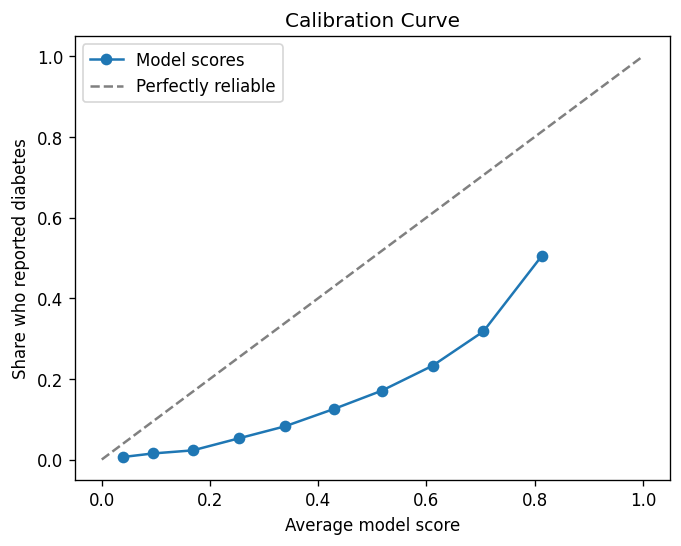 Calibration Curve
Model scores
Perfectly reliable
1.0
0.8
0.6
0.4
0.2
0.0
Share who reported diabetes
0.0 0.2 0.4 0.6 0.8 1.0
Average model score